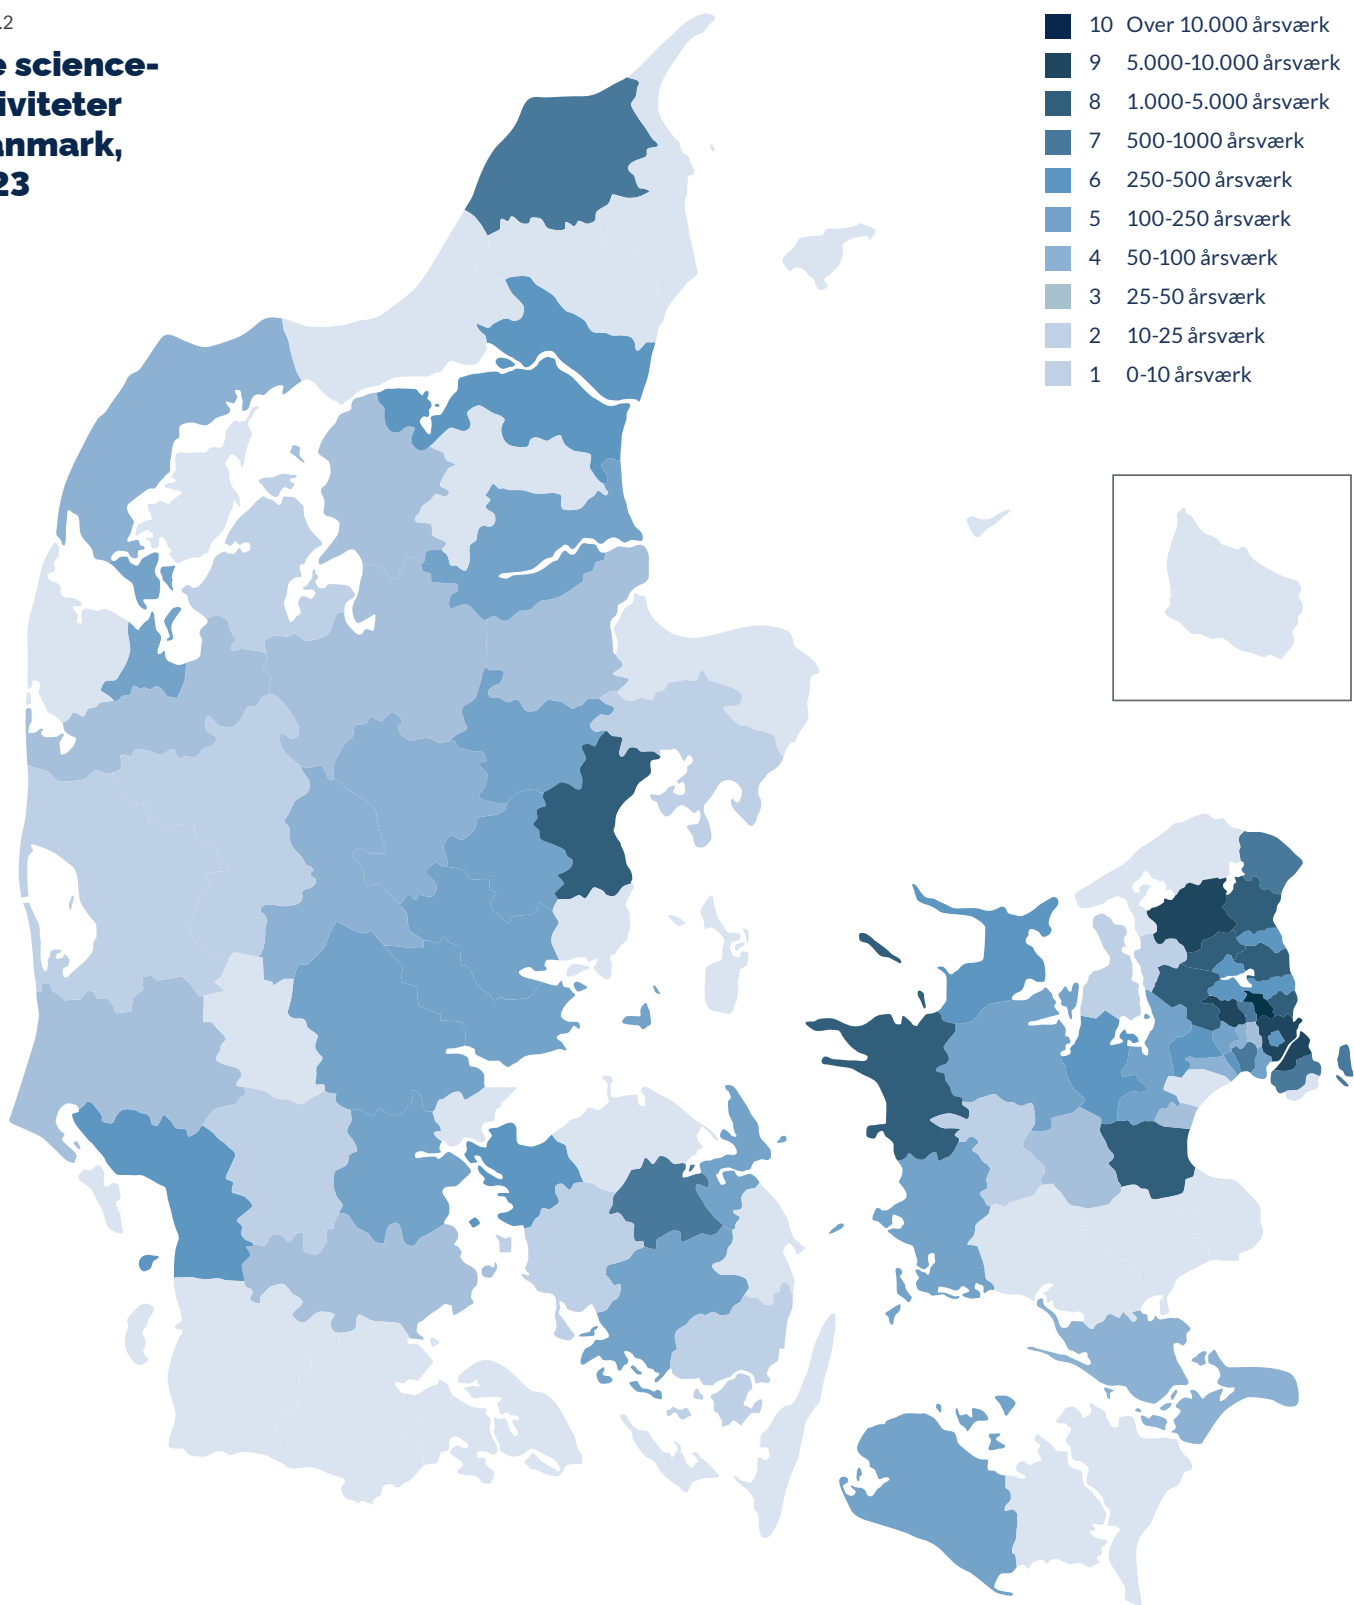 .2
e science-
iviteter
anmark,
23
10 Over 10.000 årsværk
9 5.000-10.000 årsværk
8 1.000-5.000 årsværk
7 500-1000 årsværk
6 250-500 årsværk
5 100-250 årsværk
4 50-100 årsværk
3 25-50 årsværk
2 10-25 årsværk
1 0-10 årsværk